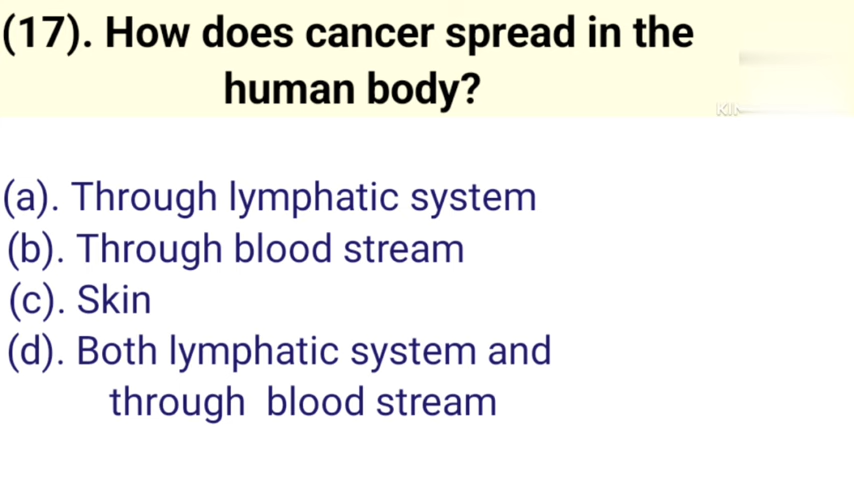 (17). How does cancer spread in the
human body?
(a). Through lymphatic system
(b). Through blood stream
(c). Skin
(d). Both lymphatic system and
through blood stream